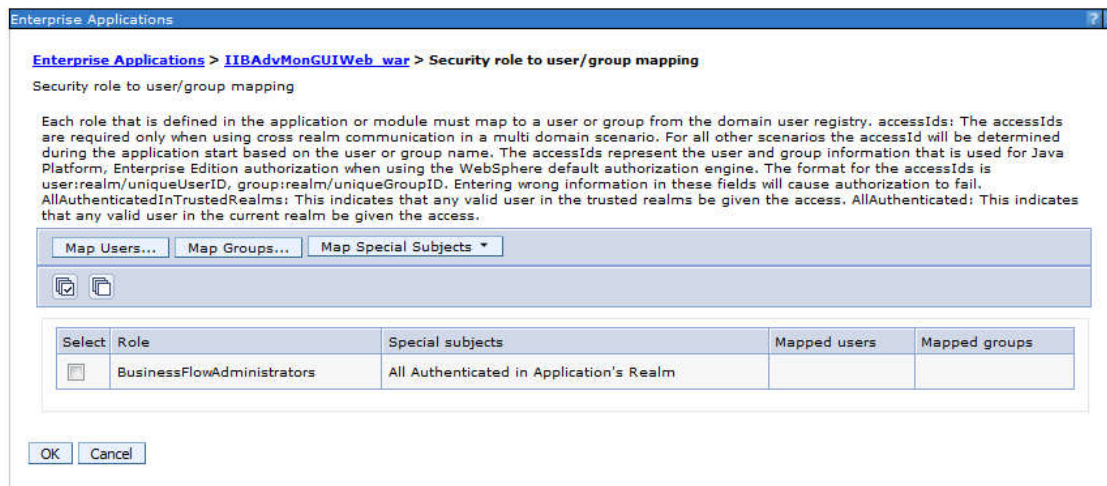 Enterprise Applications ?
Enterprise Applications > IIBAdvMonGUIWeb_war > Security role to user/group mapping
Security role to user/group mapping
Each role that is defined in the application or module must map to a user or group from the domain user registry. accessIds: The accessIds
are required only when using cross realm communication in a multi domain scenario. For all other scenarios the accessId will be determined
during the application start based on the user or group name. The accessIds represent the user and group information that is used for Java
Platform, Enterprise Edition authorization when using the WebSphere default authorization engine. The format for the accessIds is
user:realm/uniqueUserID, group:realm/uniqueGroupID. Entering wrong information in these fields will cause authorization to fail.
AllAuthenticatedInTrustedRealms: This indicates that any valid user in the trusted realms be given the access. AllAuthenticated: This indicates
that any valid user in the current realm be given the access.
Map Users... Map Groups... Map Special Subjects
Select Role Special subjects Mapped users Mapped groups
BusinessFlowAdministrators All Authenticated in Application's Realm
OK Cancel